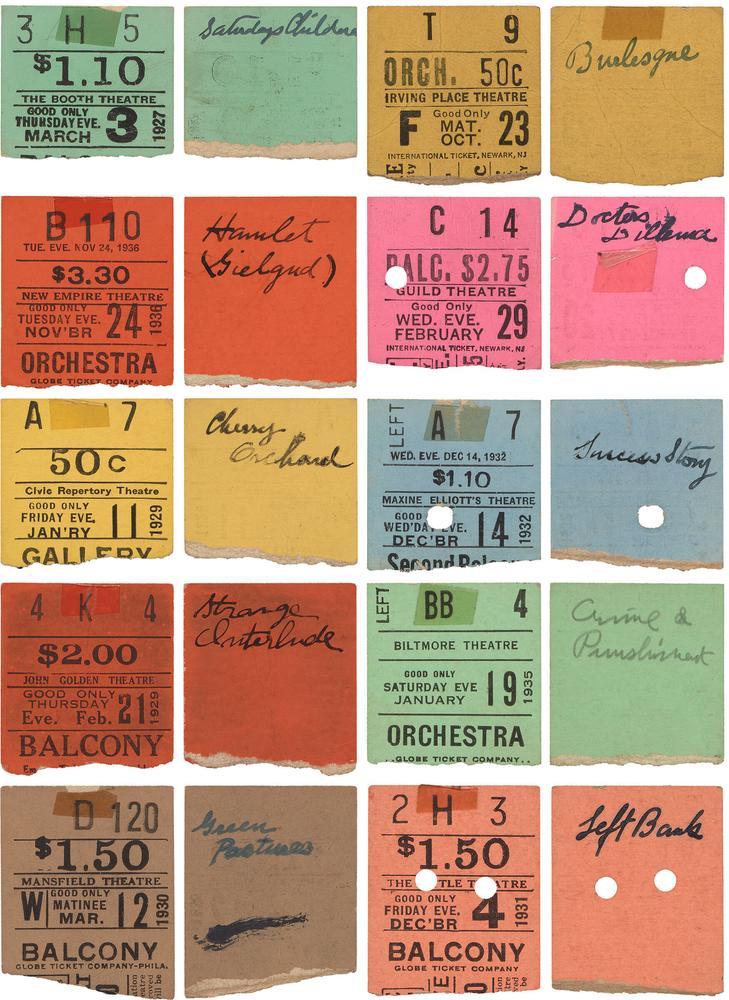 3 H 5
$1.10
THE BOOTH THEATRE
GOOD ONLY
THURSDAY EVE.
MARCH 3 1927
Saturdays Children
T 9
ORCH. 50c
IRVING PLACE THEATRE
F Good Only
MAT.
OCT. 23
INTERNATIONAL TICKET, NEWARK, NJ
Burlesque
B 110
TUE. EVE. NOV 24, 1936
$3.30
NEW EMPIRE THEATRE
GOOD ONLY
TUESDAY EVE.
NOV'BR 24 1936
ORCHESTRA
GLOBE TICKET COMPANY
Hamlet
(Gielgud)
C 14
BALC. $2.75
GUILD THEATRE
Good Only
WED. EVE.
FEBRUARY 29
INTERNATIONAL TICKET, NEWARK, NJ
Doctors
Dillema
A 7
50c
Civic Repertory Theatre
GOOD ONLY
FRIDAY EVE.
JAN'RY 11 1929
GALLERY
Cherry
Orchard
LEFT A 7
WED. EVE. DEC 14, 1932
$1.10
MAXINE ELLIOTT'S THEATRE
GOOD
WED'DAY EVE.
DEC'BR 14 1932
Second
Success Story
4 K 4
$2.00
JOHN GOLDEN THEATRE
GOOD ONLY
THURSDAY
Eve. Feb. 21 1929
BALCONY
Strange
Interlude
LEFT BB 4
BILTMORE THEATRE
GOOD ONLY
SATURDAY EVE
JANUARY 19 1935
ORCHESTRA
..GLOBE TICKET COMPANY..
Crime &
Punishment
D 120
$1.50
MANSFIELD THEATRE
W GOOD ONLY
MATINEE
MAR. 12 1930
BALCONY
GLOBE TICKET COMPANY-PHILA.
Green
Pastures
2 H 3
$1.50
THE TLE THEATRE
GOOD ONLY
FRIDAY EVE.
DEC'BR 4 1931
BALCONY
GLOBE TICKET COMPANY
Left Bank